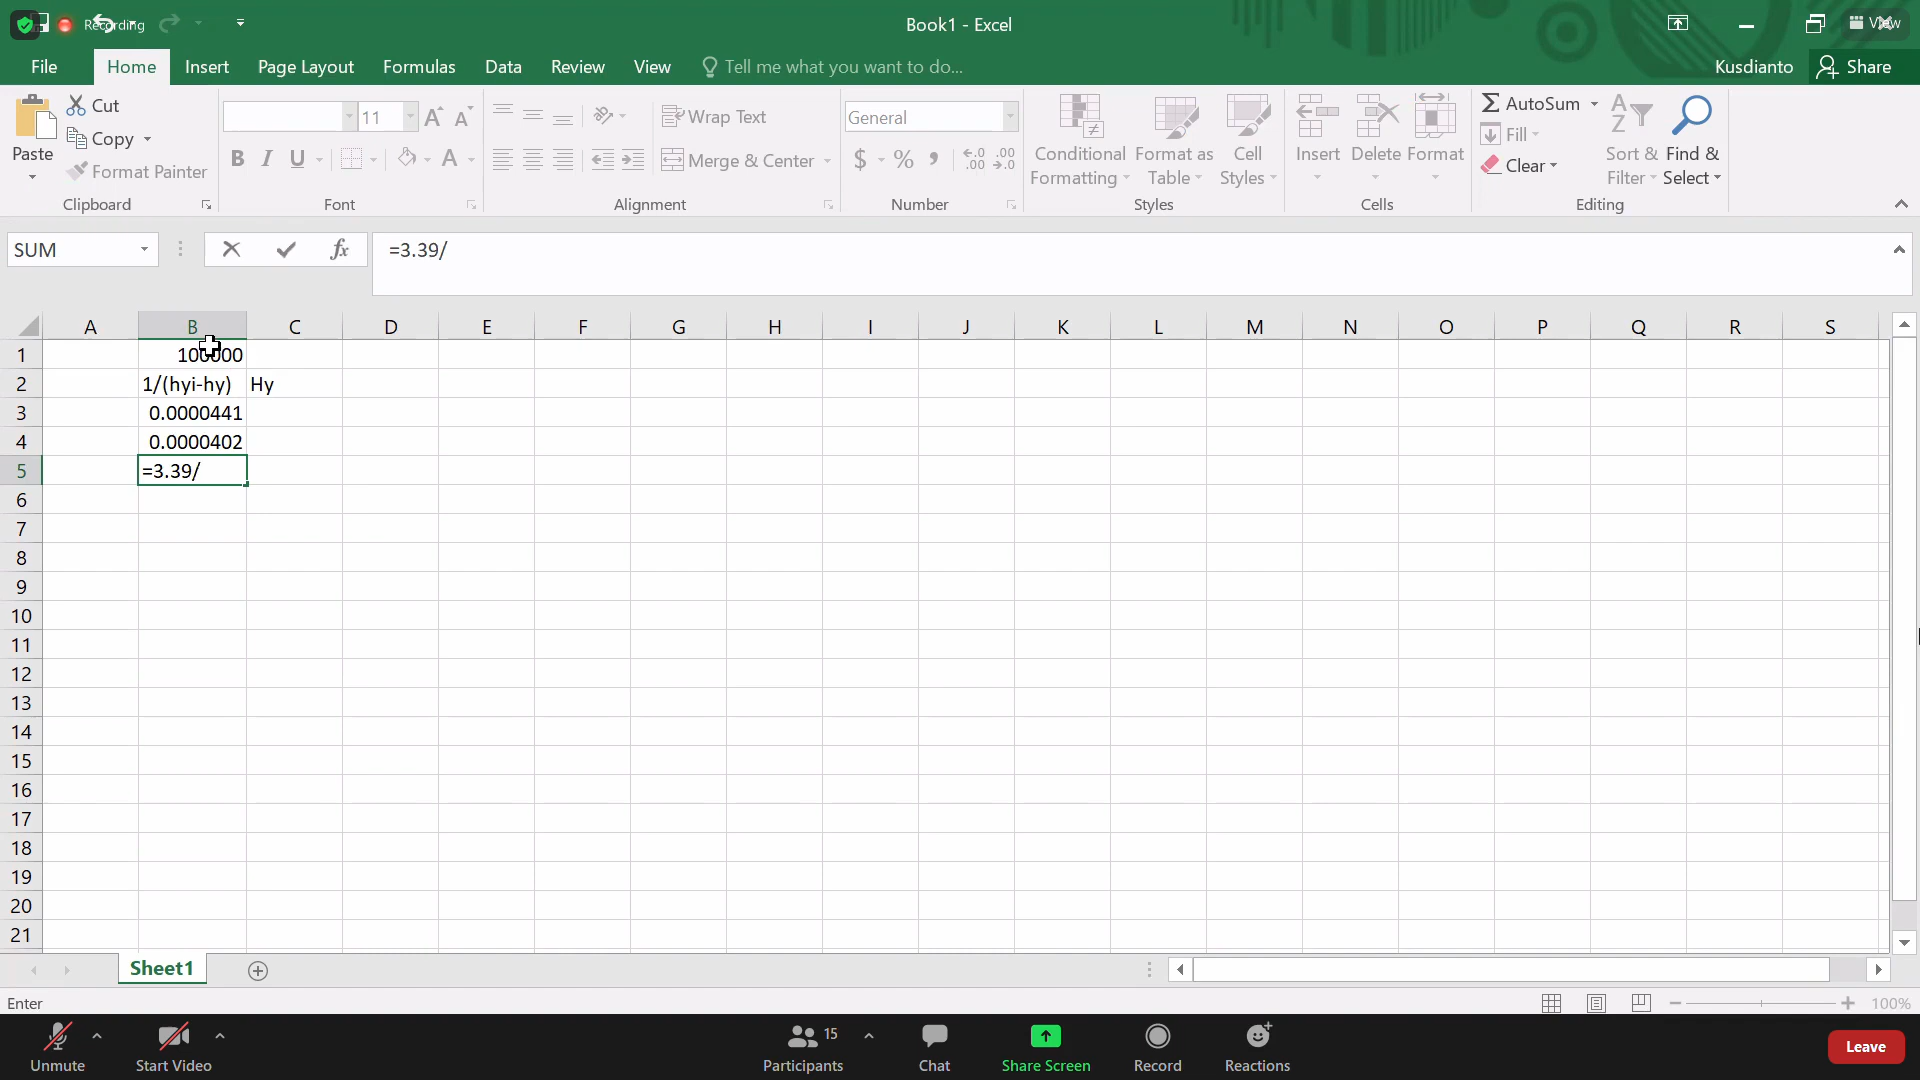 Recording
Book1 - Excel
View
File Home Insert Page Layout Formulas Data Review View Tell me what you want to do... Kusdianto Share
Paste
Cut
Copy
Format Painter
Clipboard
11
A A
B I U A
Font
Wrap Text
Merge & Center
Alignment
General
$ % , .00 .00
Number
Conditional Formatting
Format as Table
Cell Styles
Styles
Insert Delete Format
Cells
AutoSum
Fill
Clear
Sort & Filter
Find & Select
Editing
SUM fx =3.39/
A B C D E F G H I J K L M N O P Q R S
1 100000
2 1/(hyi-hy) Hy
3 0.0000441
4 0.0000402
5 =3.39/
6
7
8
9
10
11
12
13
14
15
16
17
18
19
20
21
Sheet1
Enter 100%
Unmute Start Video Participants 15 Chat Share Screen Record Reactions Leave